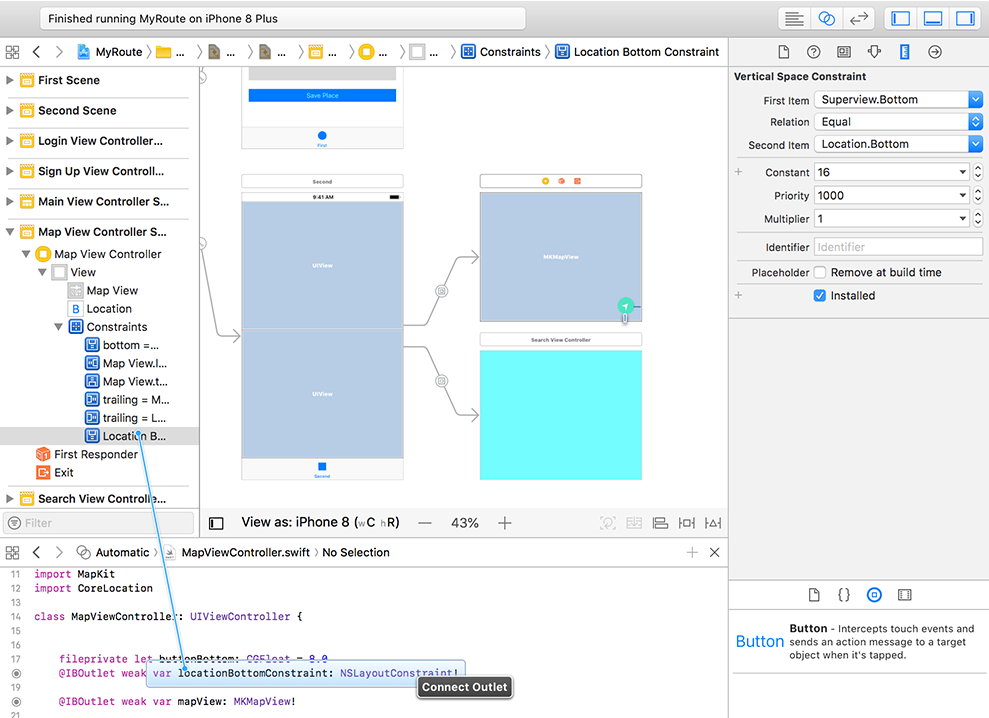 Finished running MyRoute on iPhone 8 Plus
MyRoute ... ... ... ... ... ... Constraints Location Bottom Constraint
First Scene
Second Scene
Login View Controller...
Sign Up View Controll...
Main View Controller S...
Map View Controller S...
Map View Controller
View
Map View
B Location
Constraints
bottom =...
Map View.l...
Map View.t...
trailing = M...
trailing = L...
Location B...
First Responder
Exit
Search View Controlle...
Filter
Save Place
First
Second
9:41 AM
UIView
UIView
Second
MKMapView
Search View Controller
View as: iPhone 8 (wC hR) — 43% +
Vertical Space Constraint
First Item Superview.Bottom
Relation Equal
Second Item Location.Bottom
+ Constant 16
Priority 1000
Multiplier 1
Identifier Identifier
Placeholder Remove at build time
+ Installed
Automatic MapViewController.swift No Selection
11 import MapKit
12 import CoreLocation
13
14 class MapViewController: UIViewController {
15
16
17 fileprivate let buttonBottom: CGFloat = 8.0
@IBOutlet weak var locationBottomConstraint: NSLayoutConstraint!
19
@IBOutlet weak var mapView: MKMapView!
21
Connect Outlet
{}
Button
Button - Intercepts touch events and
sends an action message to a target
object when it's tapped.